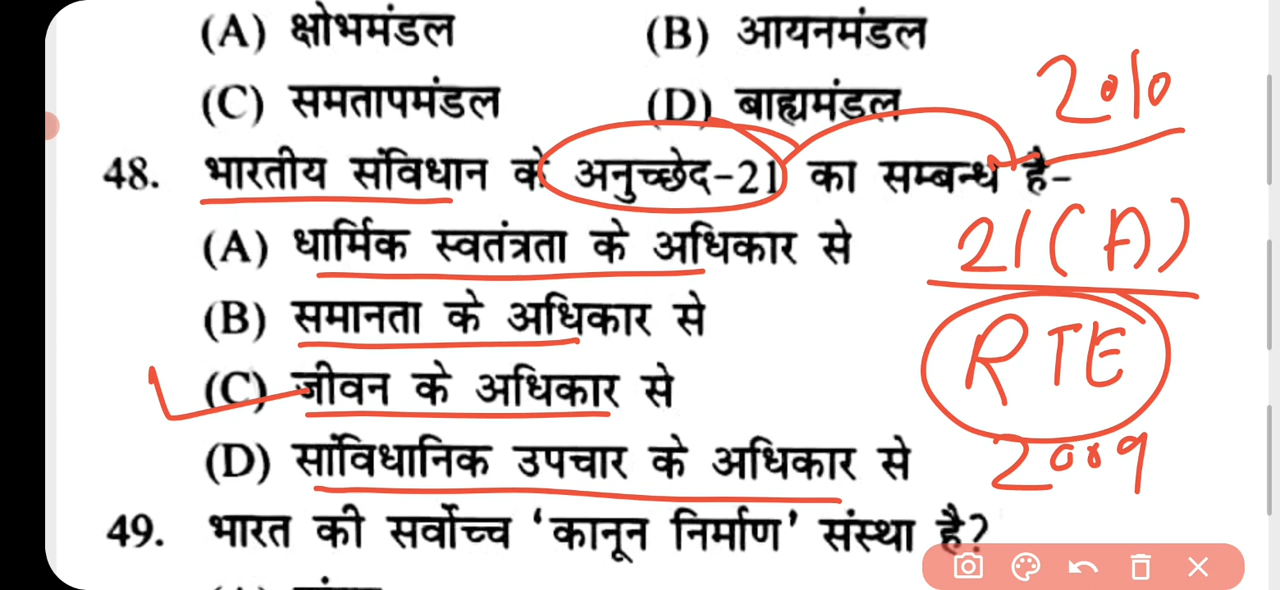 (A) क्षोभमंडल (B) आयनमंडल
(C) समतापमंडल (D) बाह्यमंडल
2010
48. भारतीय संविधान के अनुच्छेद-21 का सम्बन्ध है-
(A) धार्मिक स्वतंत्रता के अधिकार से
21(A)
(B) समानता के अधिकार से
RTE
(C) जीवन के अधिकार से
(D) सांविधानिक उपचार के अधिकार से
2009
49. भारत की सर्वोच्च ‘कानून निर्माण’ संस्था है?